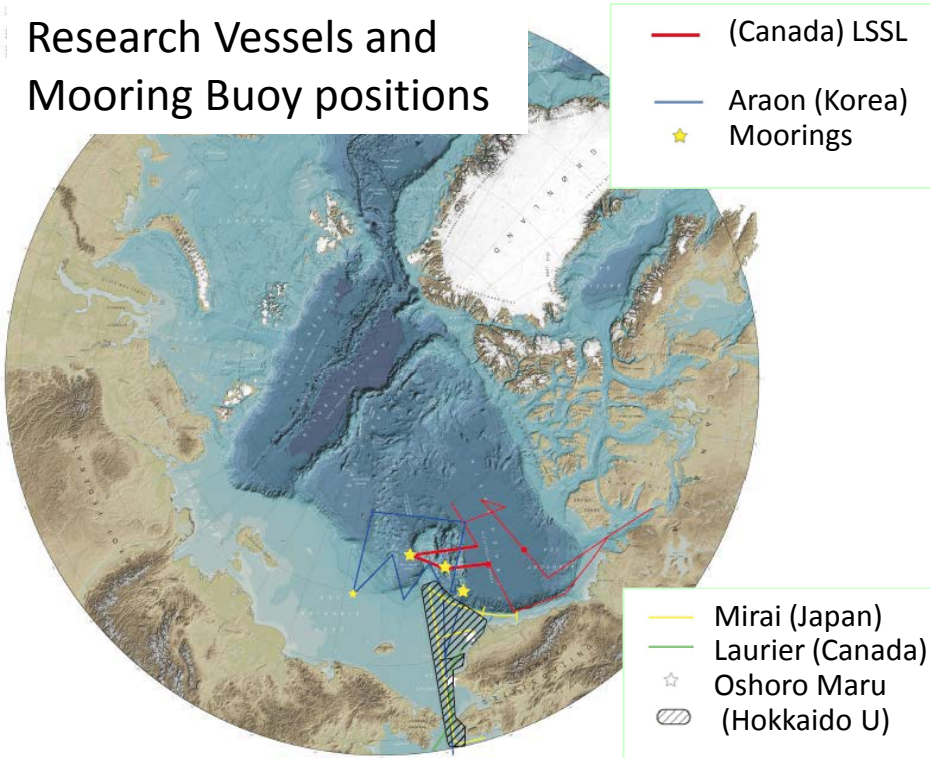 Research Vessels and
Mooring Buoy positions
(Canada) LSSL
Araon (Korea)
Moorings
Mirai (Japan)
Laurier (Canada)
Oshoro Maru
(Hokkaido U)